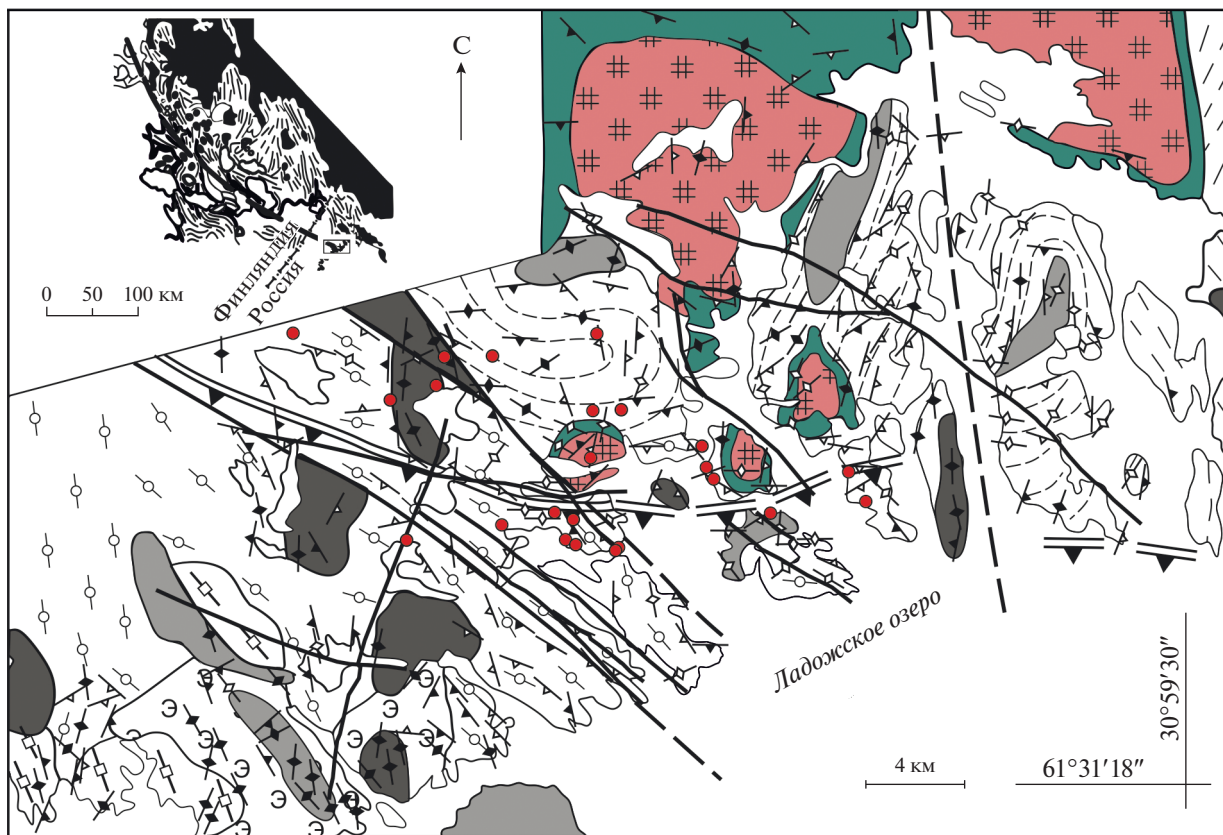 С
Финляндия
Россия
0 50 100 км
Ладожское озеро
30°59′30″
4 км
61°31′18″
Э
Э
Э
Э
Э
Э
Э
Э
Э
Э
Э